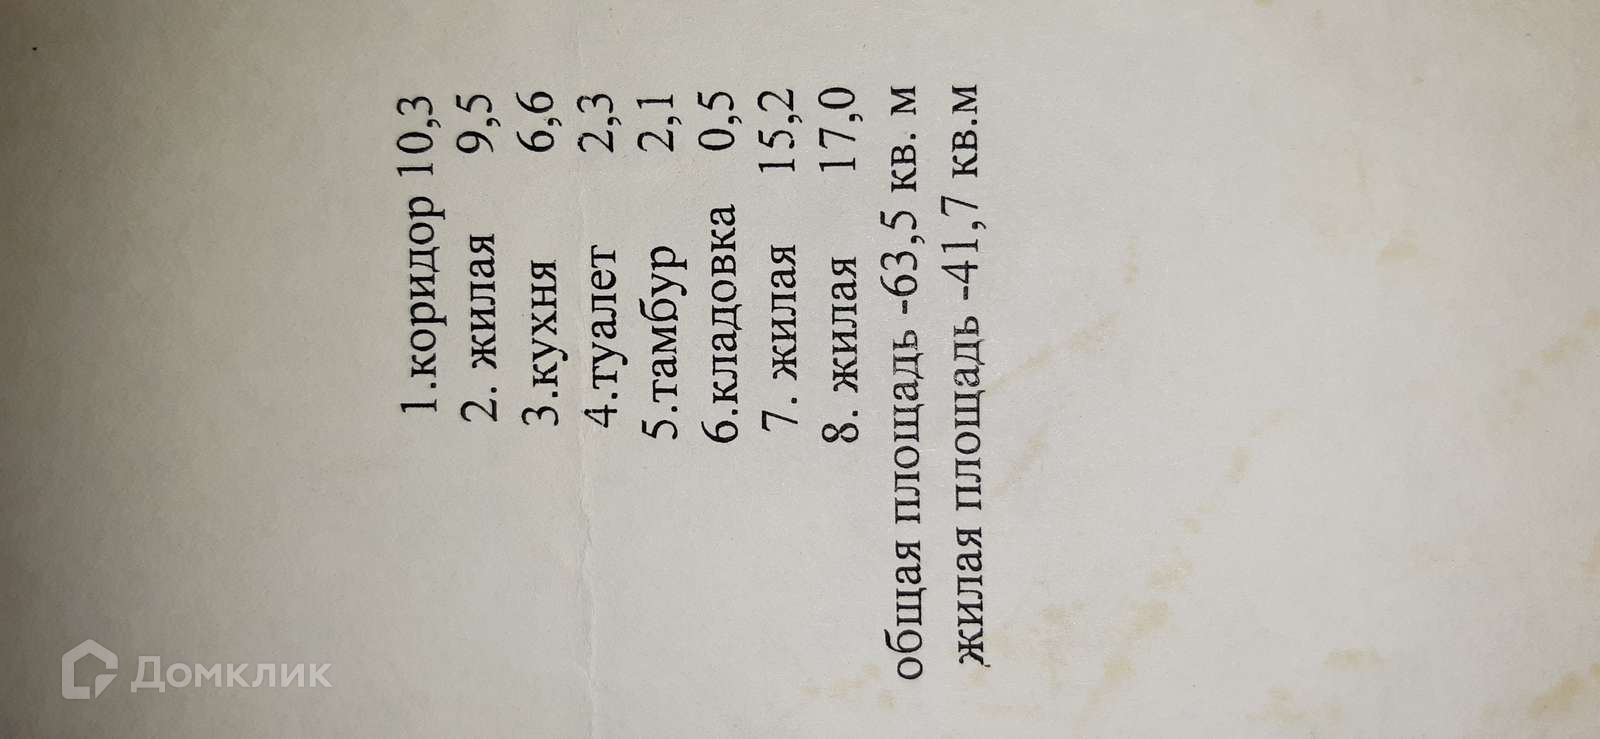 1.коридор 10,3
2. жилая 9,5
3.кухня 6,6
4.туалет 2,3
5.тамбур 2,1
6.кладовка 0,5
7. жилая 15,2
8. жилая 17,0
общая площадь -63,5 кв. м
жилая площадь -41,7 кв.м
Домклик